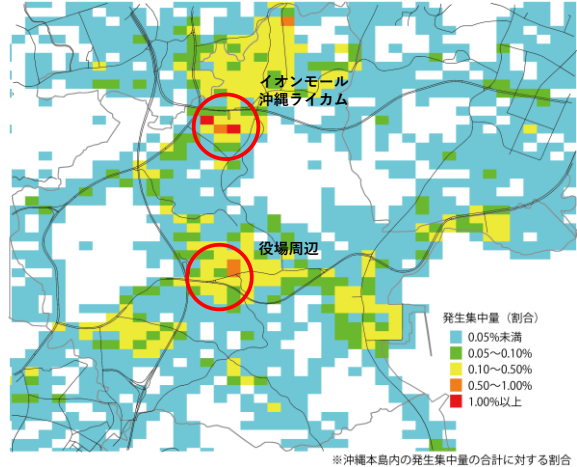 イオンモール
沖縄ライカム
役場周辺
発生集中量（割合）
0.05%未満
0.05〜0.10%
0.10〜0.50%
0.50〜1.00%
1.00%以上
※沖縄本島内の発生集中量の合計に対する割合